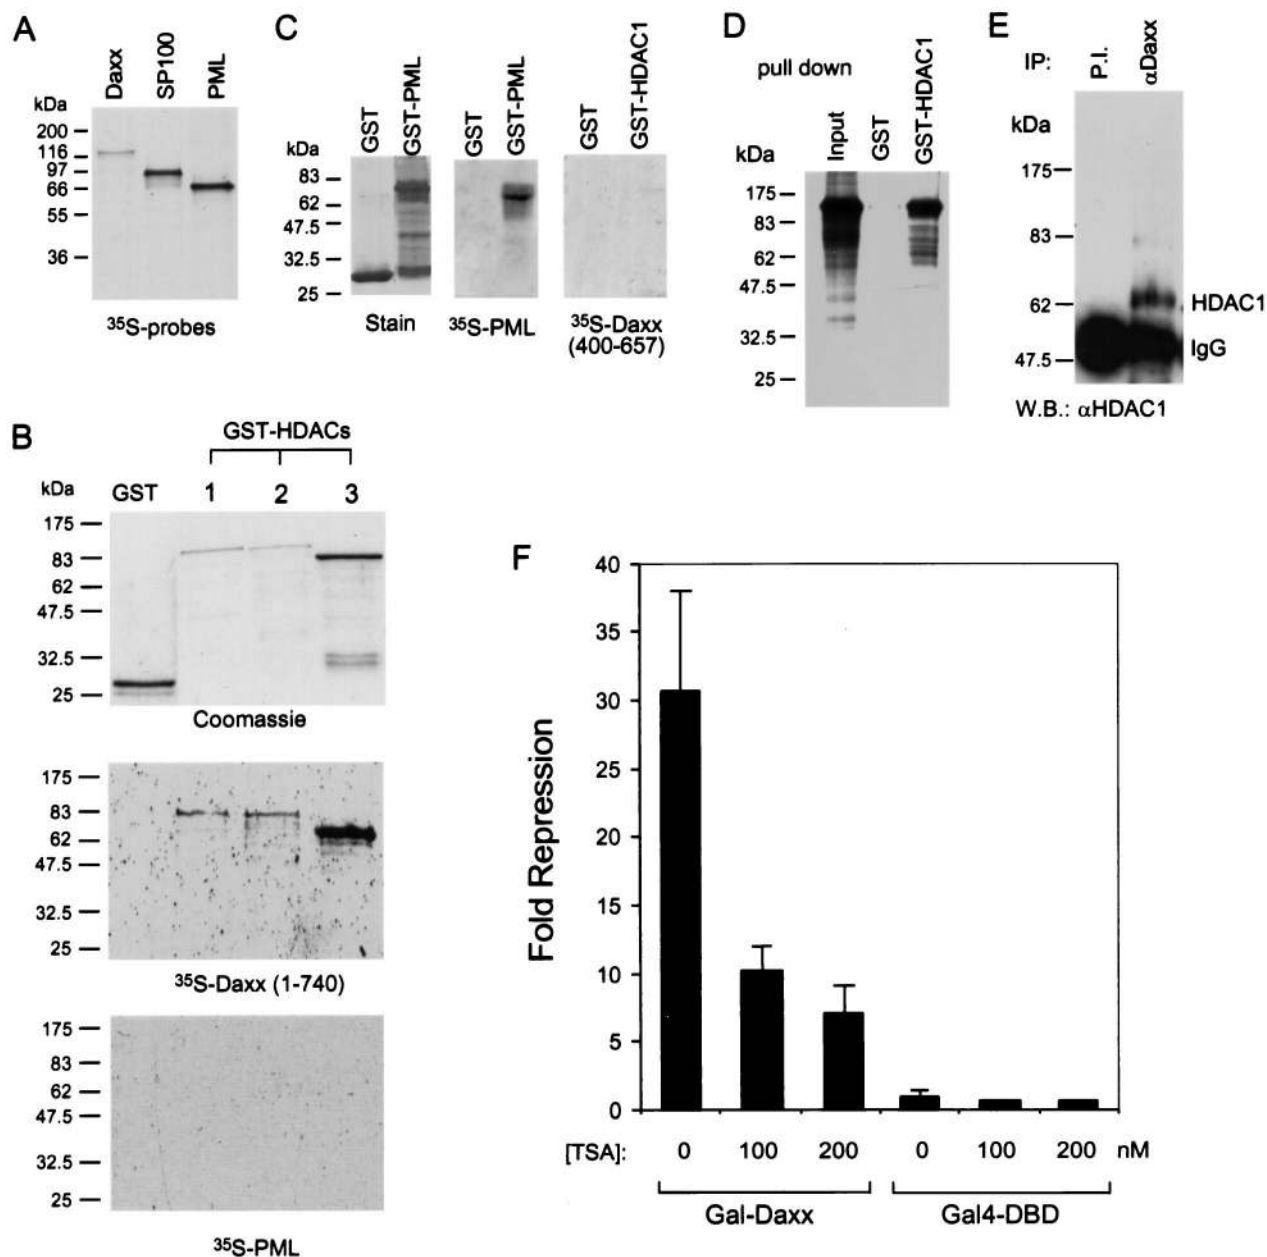 A
Daxx
SP100
PML
kDa
200
116
97
66
55
36
35S-probes
C
GST
GST-PML
GST
GST-PML
GST
GST-HDAC1
kDa
83
62
47.5
32.5
25
Stain
35S-PML
35S-Daxx
(400-657)
D
pull down
Input
GST
GST-HDAC1
kDa
175
83
62
47.5
32.5
25
E
IP:
P.I.
αDaxx
kDa
175
83
62
47.5
HDAC1
IgG
W.B.: αHDAC1
B
GST-HDACs
kDa GST 1 2 3
175
83
62
47.5
32.5
25
Coomassie
175
83
62
47.5
32.5
25
35S-Daxx (1-740)
175
83
62
47.5
32.5
25
35S-PML
F
Fold Repression
40
35
30
25
20
15
10
5
0
[TSA]: 0 100 200 0 100 200 nM
Gal-Daxx Gal4-DBD